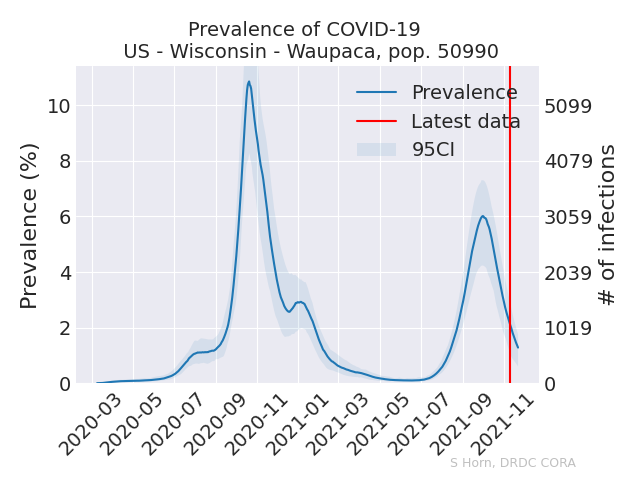 Prevalence of COVID-19
US - Wisconsin - Waupaca, pop. 50990
Prevalence (%)
10
8
6
4
2
0
Prevalence
Latest data
95CI
5099
4079
3059
2039
1019
0
# of infections
2020-03
2020-05
2020-07
2020-09
2020-11
2021-01
2021-03
2021-05
2021-07
2021-09
2021-11
S Horn, DRDC CORA